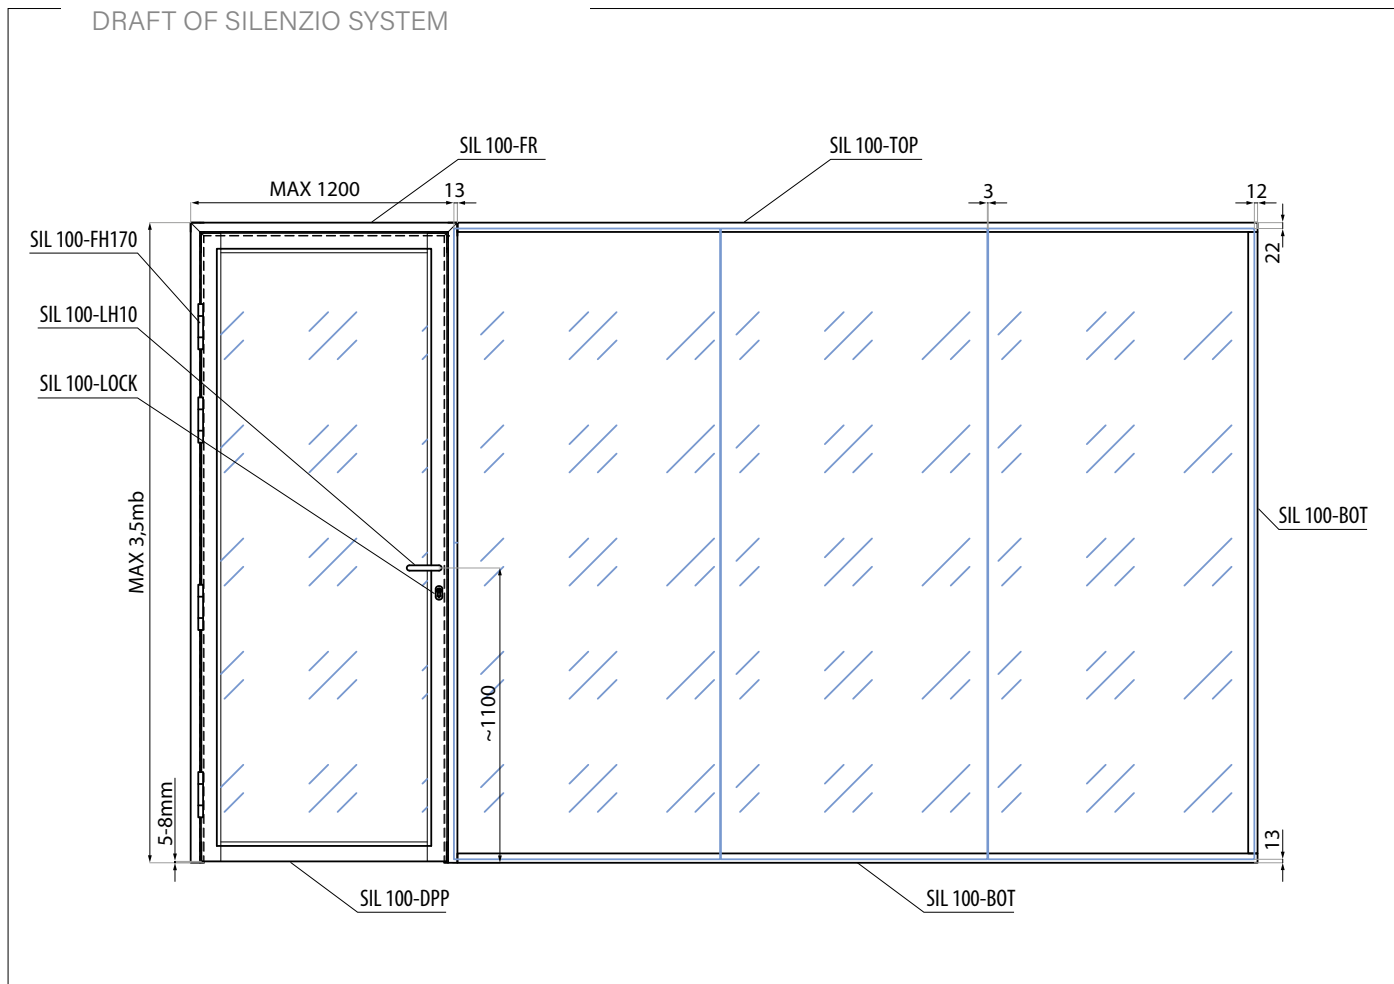 DRAFT OF SILENZIO SYSTEM
SIL 100-FR
SIL 100-TOP
MAX 1200
13
3
12
SIL 100-FH170
22
SIL 100-LH10
SIL 100-LOCK
MAX 3,5mb
SIL 100-BOT
~1100
5-8mm
13
SIL 100-DPP
SIL 100-BOT